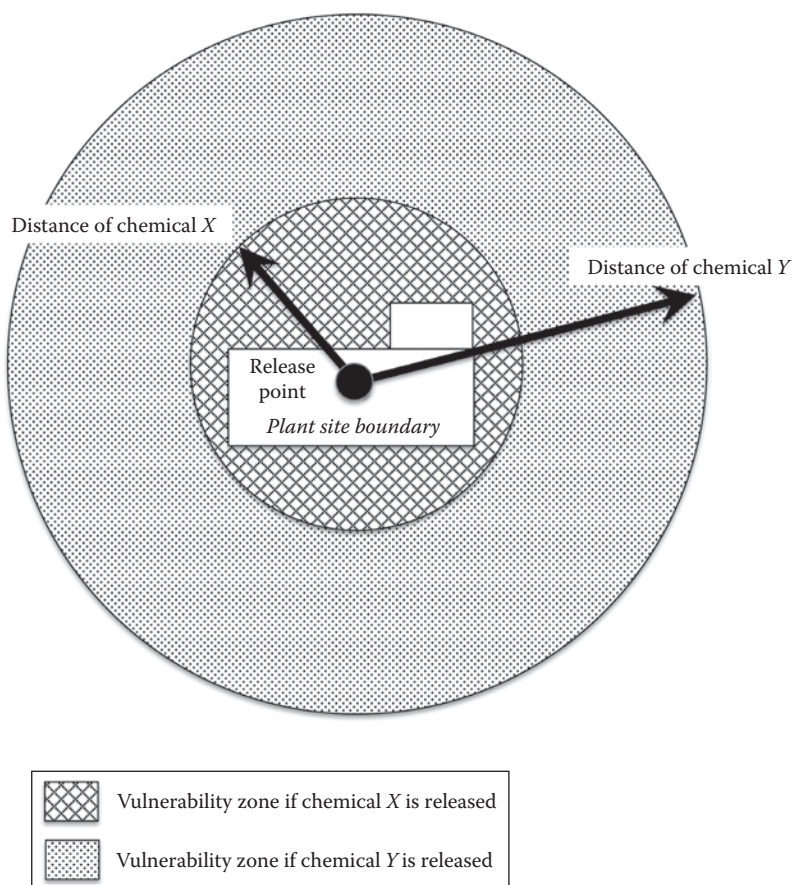 Distance of chemical X
Distance of chemical Y
Release
point
Plant site boundary
Vulnerability zone if chemical X is released
Vulnerability zone if chemical Y is released